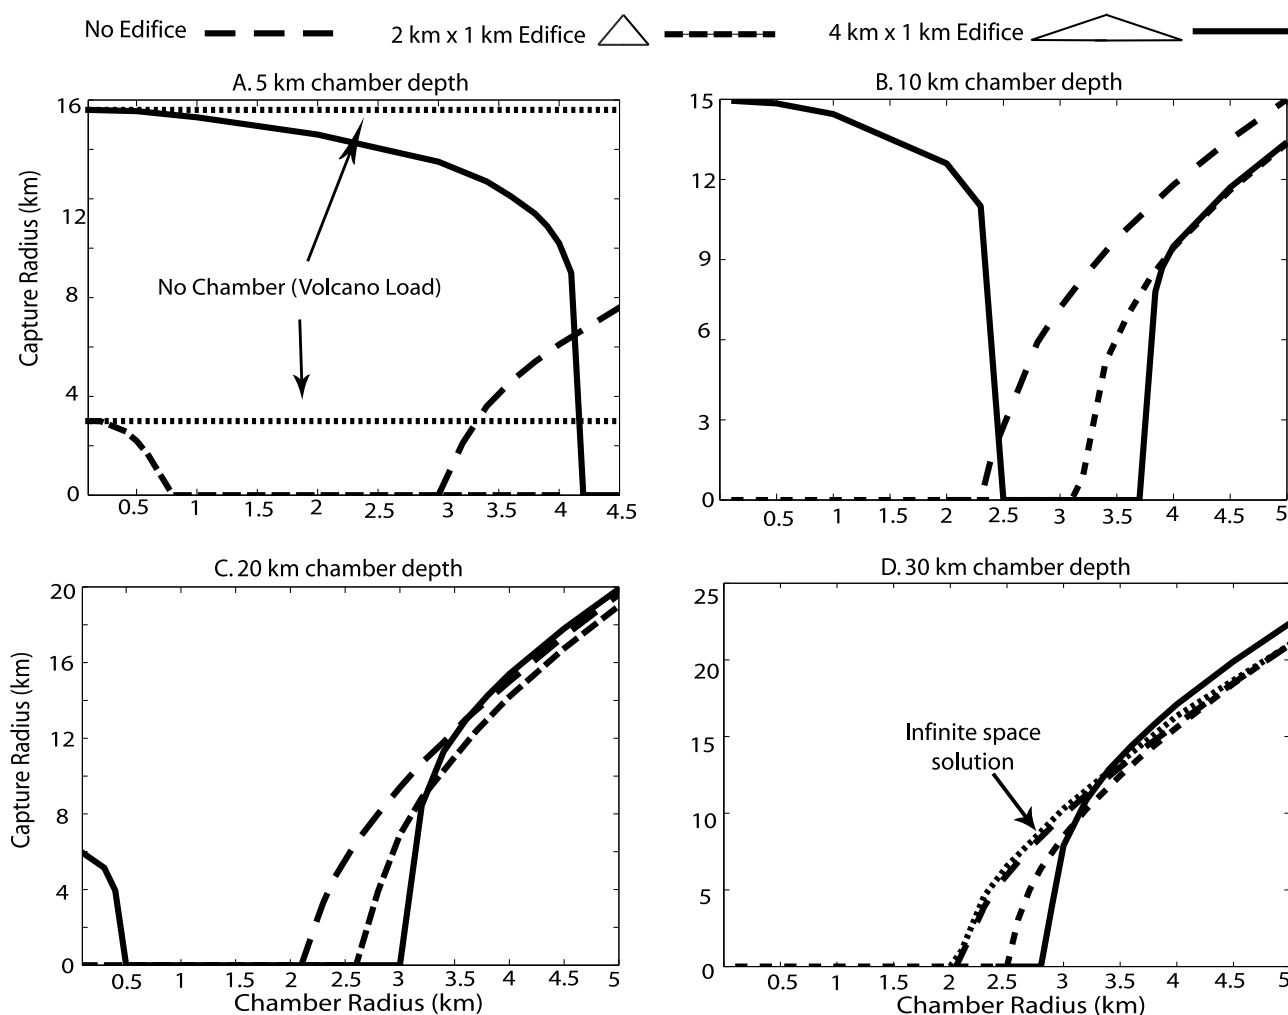 No Edifice 2 km x 1 km Edifice 4 km x 1 km Edifice
A. 5 km chamber depth
16
12
8
4
0
0.5 1 1.5 2 2.5 3 3.5 4 4.5
Capture Radius (km)
No Chamber (Volcano Load)
B. 10 km chamber depth
15
12
9
6
3
0
0.5 1 1.5 2 2.5 3 3.5 4 4.5 5
C. 20 km chamber depth
20
16
12
8
4
0
0.5 1 1.5 2 2.5 3 3.5 4 4.5 5
Capture Radius (km)
Chamber Radius (km)
D. 30 km chamber depth
25
20
15
10
5
0
0.5 1 1.5 2 2.5 3 3.5 4 4.5 5
Infinite space
solution
Chamber Radius (km)